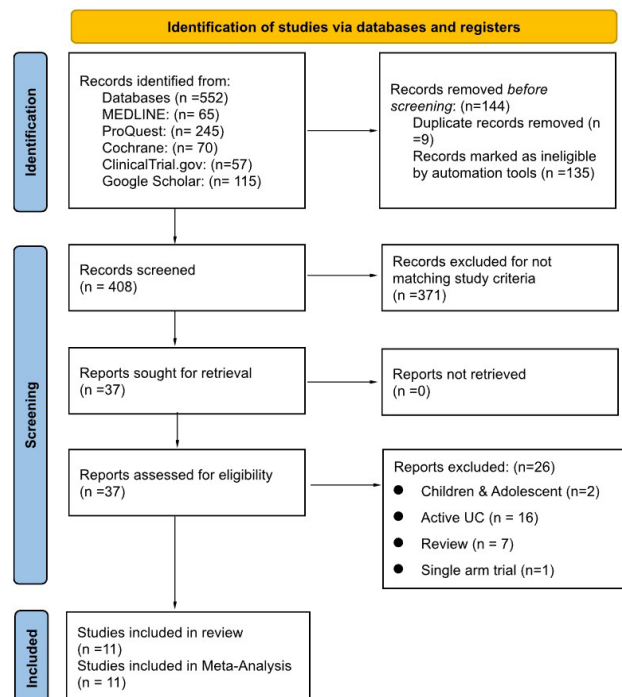 Identification of studies via databases and registers
Identification
Records identified from:
Databases (n =552)
MEDLINE: (n= 65)
ProQuest: (n= 245)
Cochrane: (n= 70)
ClinicalTrial.gov: (n=57)
Google Scholar: (n= 115)
Records removed before
screening: (n=144)
Duplicate records removed (n
=9)
Records marked as ineligible
by automation tools (n =135)
Screening
Records screened
(n = 408)
Records excluded for not
matching study criteria
(n =371)
Reports sought for retrieval
(n =37)
Reports not retrieved
(n =0)
Reports assessed for eligibility
(n =37)
Reports excluded: (n=26)
● Children & Adolescent (n=2)
● Active UC (n = 16)
● Review (n = 7)
● Single arm trial (n=1)
Included
Studies included in review
(n =11)
Studies included in Meta-Analysis
(n = 11)